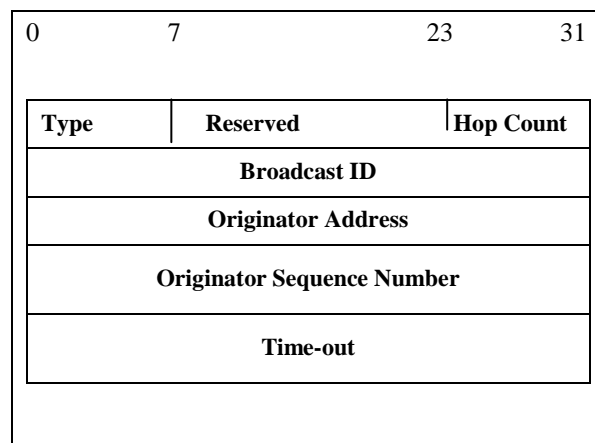 0 7 23 31
Type Reserved Hop Count
Broadcast ID
Originator Address
Originator Sequence Number
Time-out